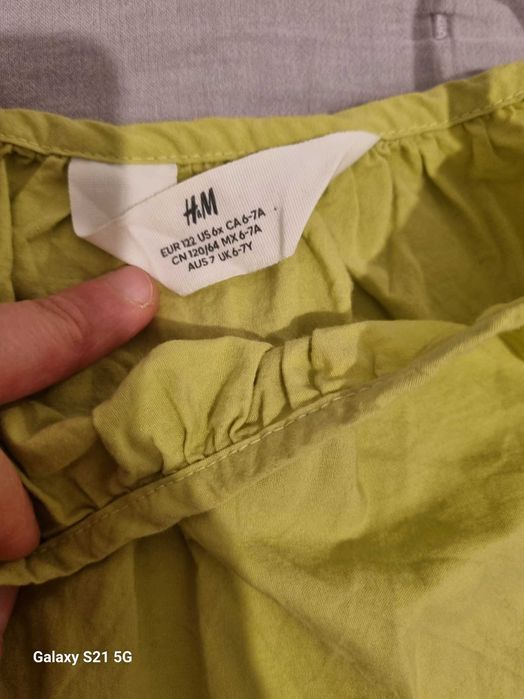 H&M
EUR 122 US 6x CA 6-7A
CN 120/64 MX 6-7A
AUS 7 UK 6-7Y
Galaxy S21 5G